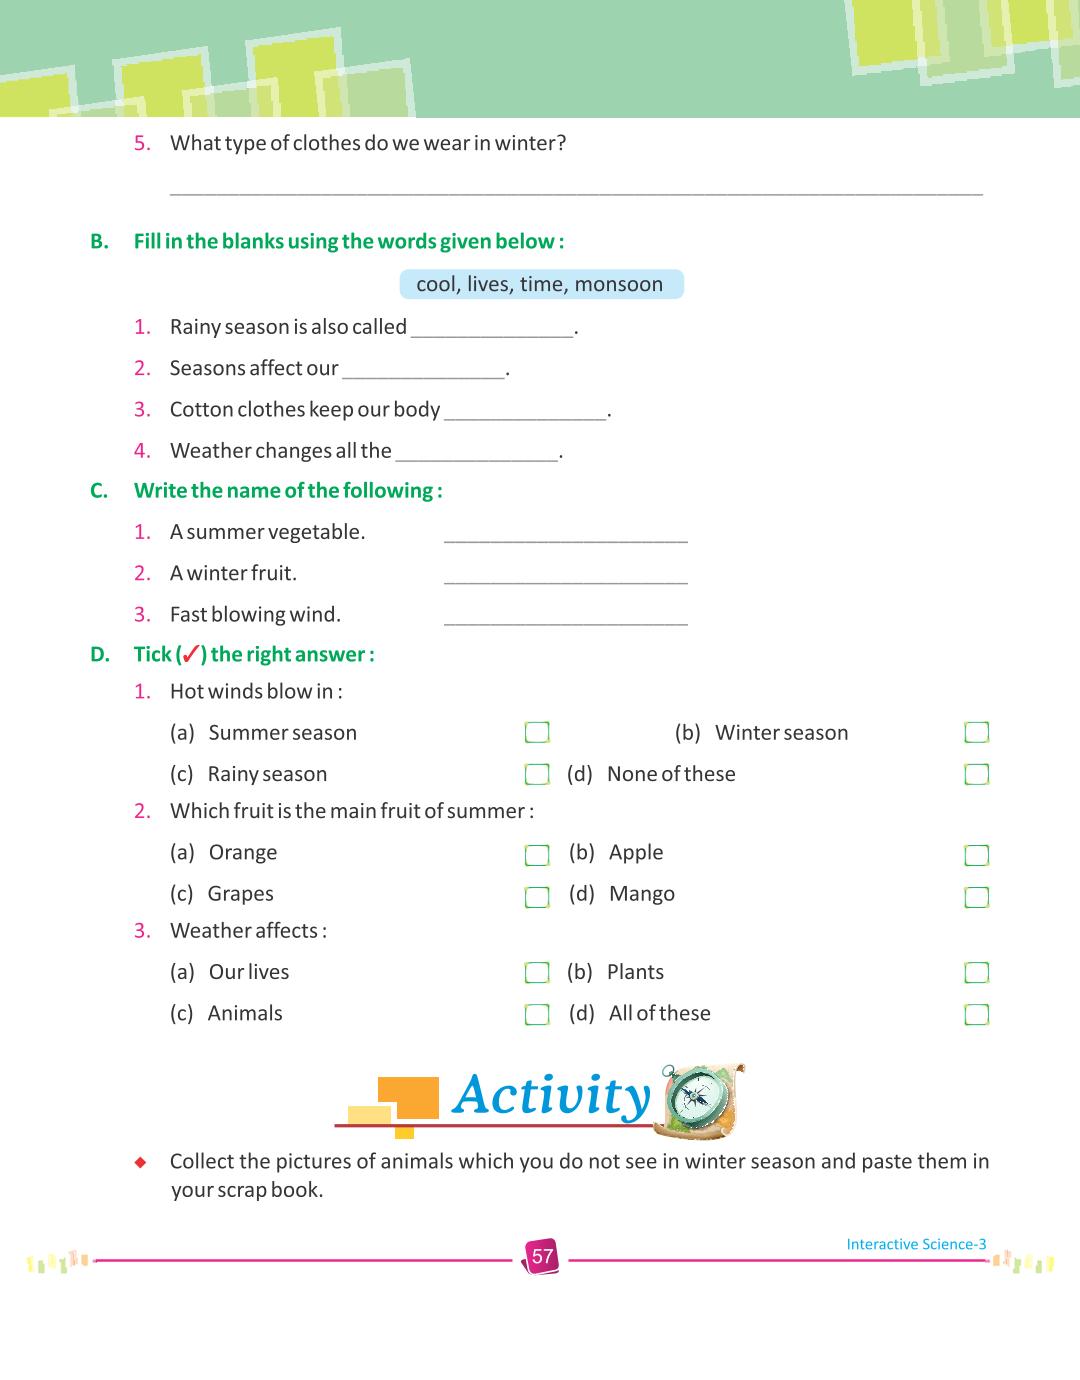 5. What type of clothes do we wear in winter?
B. Fill in the blanks using the words given below :
cool, lives, time, monsoon
1. Rainy season is also called ______________.
2. Seasons affect our ______________.
3. Cotton clothes keep our body ______________.
4. Weather changes all the ______________.
C. Write the name of the following :
1. A summer vegetable. _____________________
2. A winter fruit. _____________________
3. Fast blowing wind. _____________________
D. Tick (✓) the right answer :
1. Hot winds blow in :
(a) Summer season (b) Winter season
(c) Rainy season (d) None of these
2. Which fruit is the main fruit of summer :
(a) Orange (b) Apple
(c) Grapes (d) Mango
3. Weather affects :
(a) Our lives (b) Plants
(c) Animals (d) All of these
Activity
◆ Collect the pictures of animals which you do not see in winter season and paste them in
your scrap book.
Interactive Science-3
57